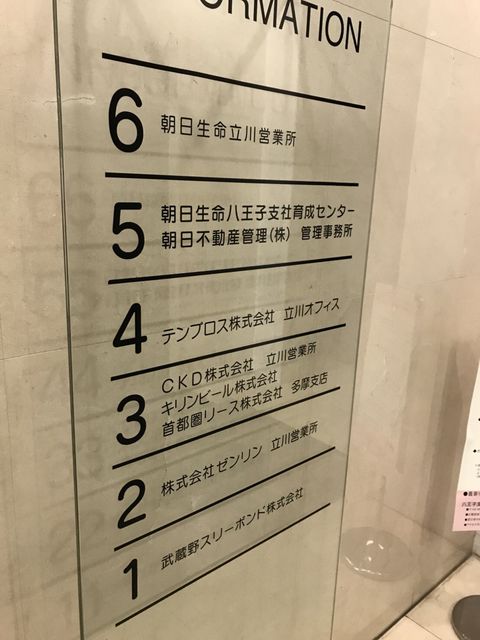 ORMATION
6 朝日生命立川営業所
5 朝日生命八王子支社育成センター
朝日不動産管理(株) 管理事務所
4 テンプロス株式会社 立川オフィス
3 CKD株式会社 立川営業所
キリンビール株式会社
首都圏リース株式会社 多摩支店
2 株式会社ゼンリン 立川営業所
1 武蔵野スリーボンド株式会社